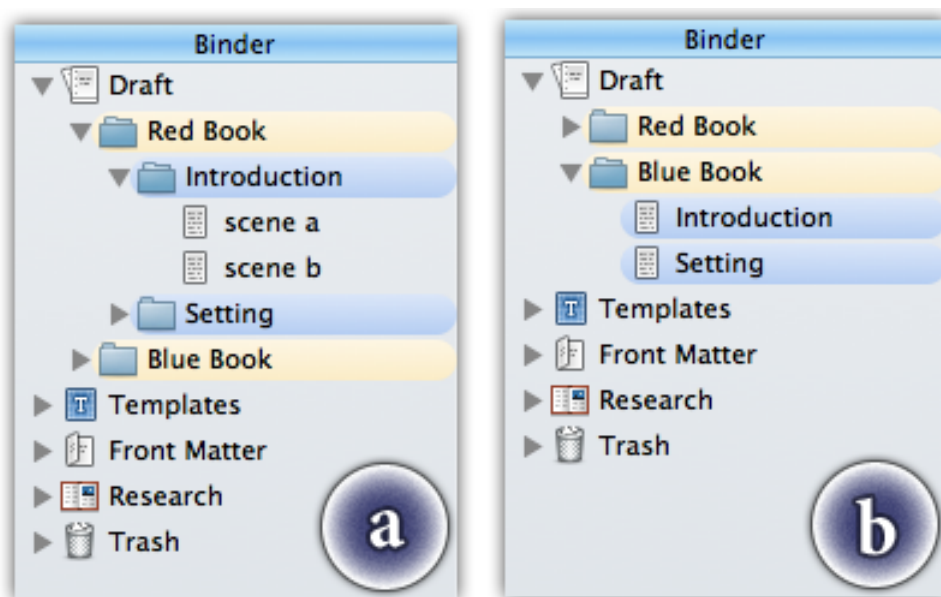 Binder
Draft
Red Book
Introduction
scene a
scene b
Setting
Blue Book
Templates
Front Matter
Research
Trash
a
Binder
Draft
Red Book
Blue Book
Introduction
Setting
Templates
Front Matter
Research
Trash
b